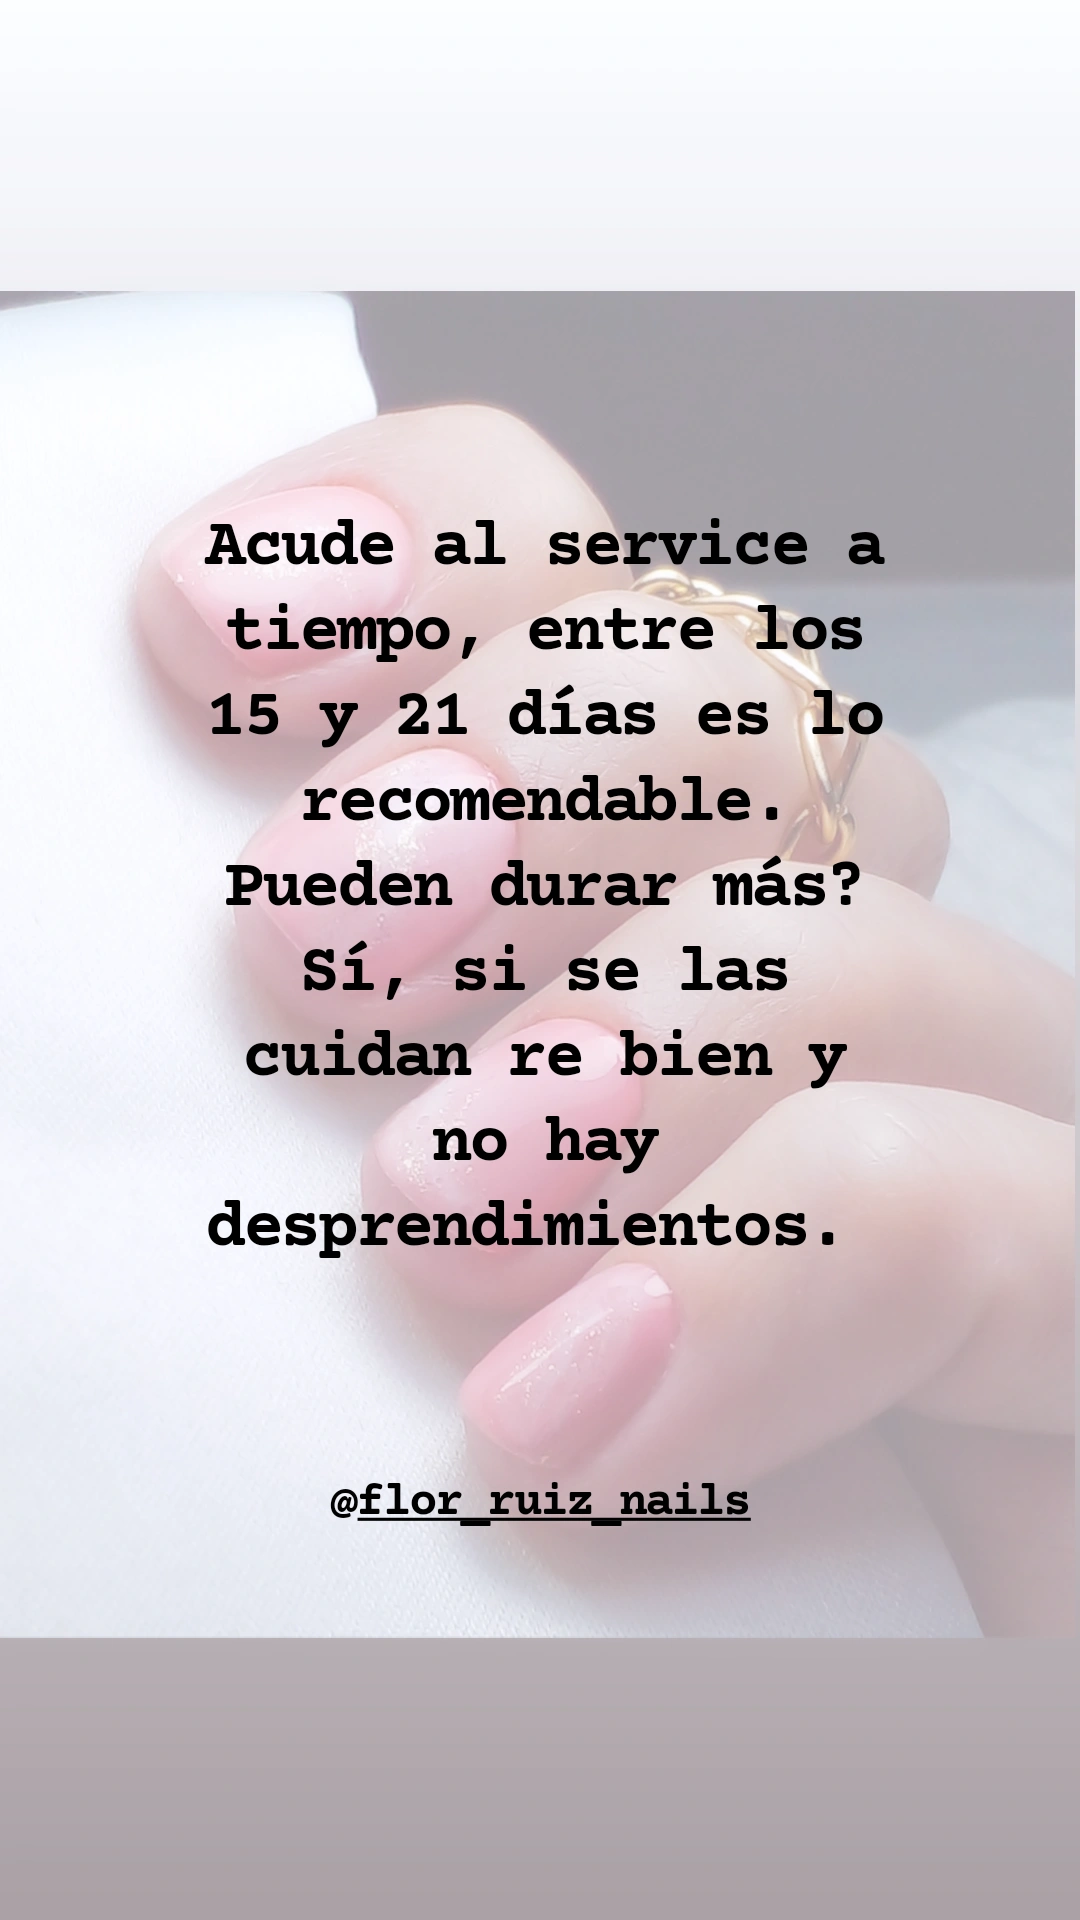 Acude al service a
tiempo, entre los
15 y 21 días es lo
recomendable.
Pueden durar más?
Sí, si se las
cuidan re bien y
no hay
desprendimientos.
@flor_ruiz_nails